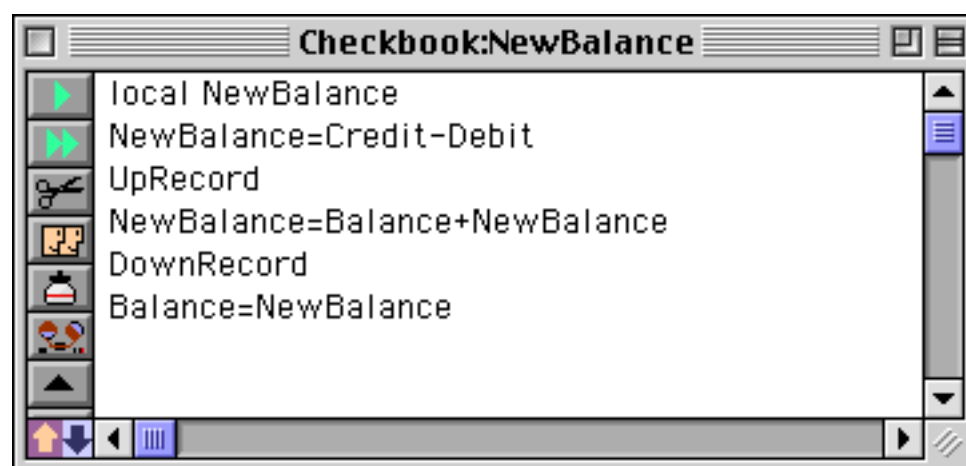 Checkbook:NewBalance
local NewBalance
NewBalance=Credit-Debit
UpRecord
NewBalance=Balance+NewBalance
DownRecord
Balance=NewBalance